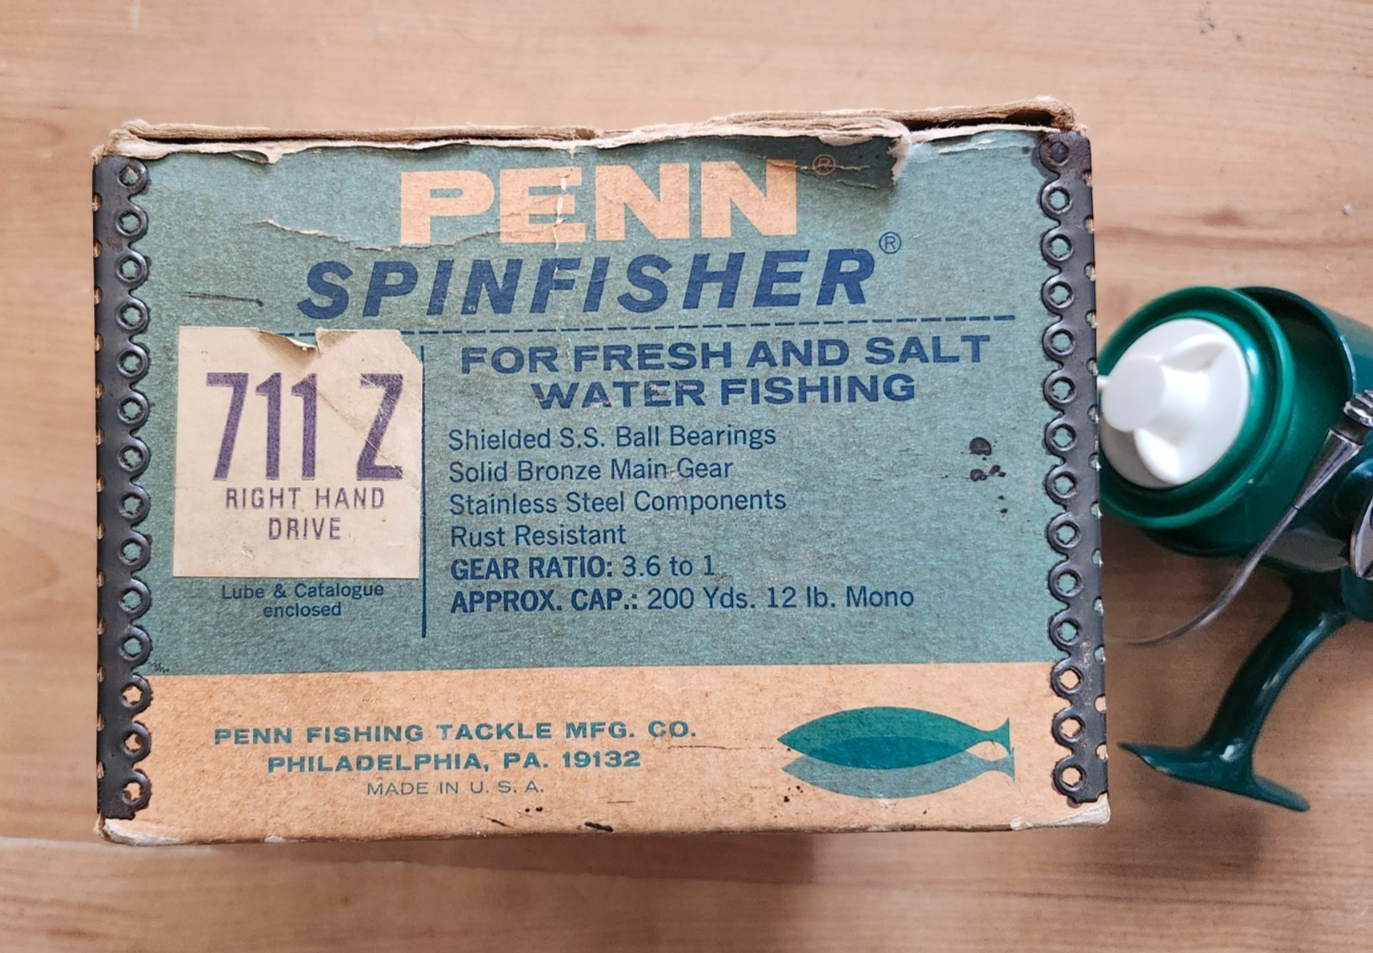 PENN®
SPINFISHER®
711 Z
RIGHT HAND
DRIVE
Lube & Catalogue
enclosed
FOR FRESH AND SALT
WATER FISHING
Shielded S.S. Ball Bearings
Solid Bronze Main Gear
Stainless Steel Components
Rust Resistant
GEAR RATIO: 3.6 to 1
APPROX. CAP.: 200 Yds. 12 lb. Mono
PENN FISHING TACKLE MFG. CO.
PHILADELPHIA, PA. 19132
MADE IN U. S. A.